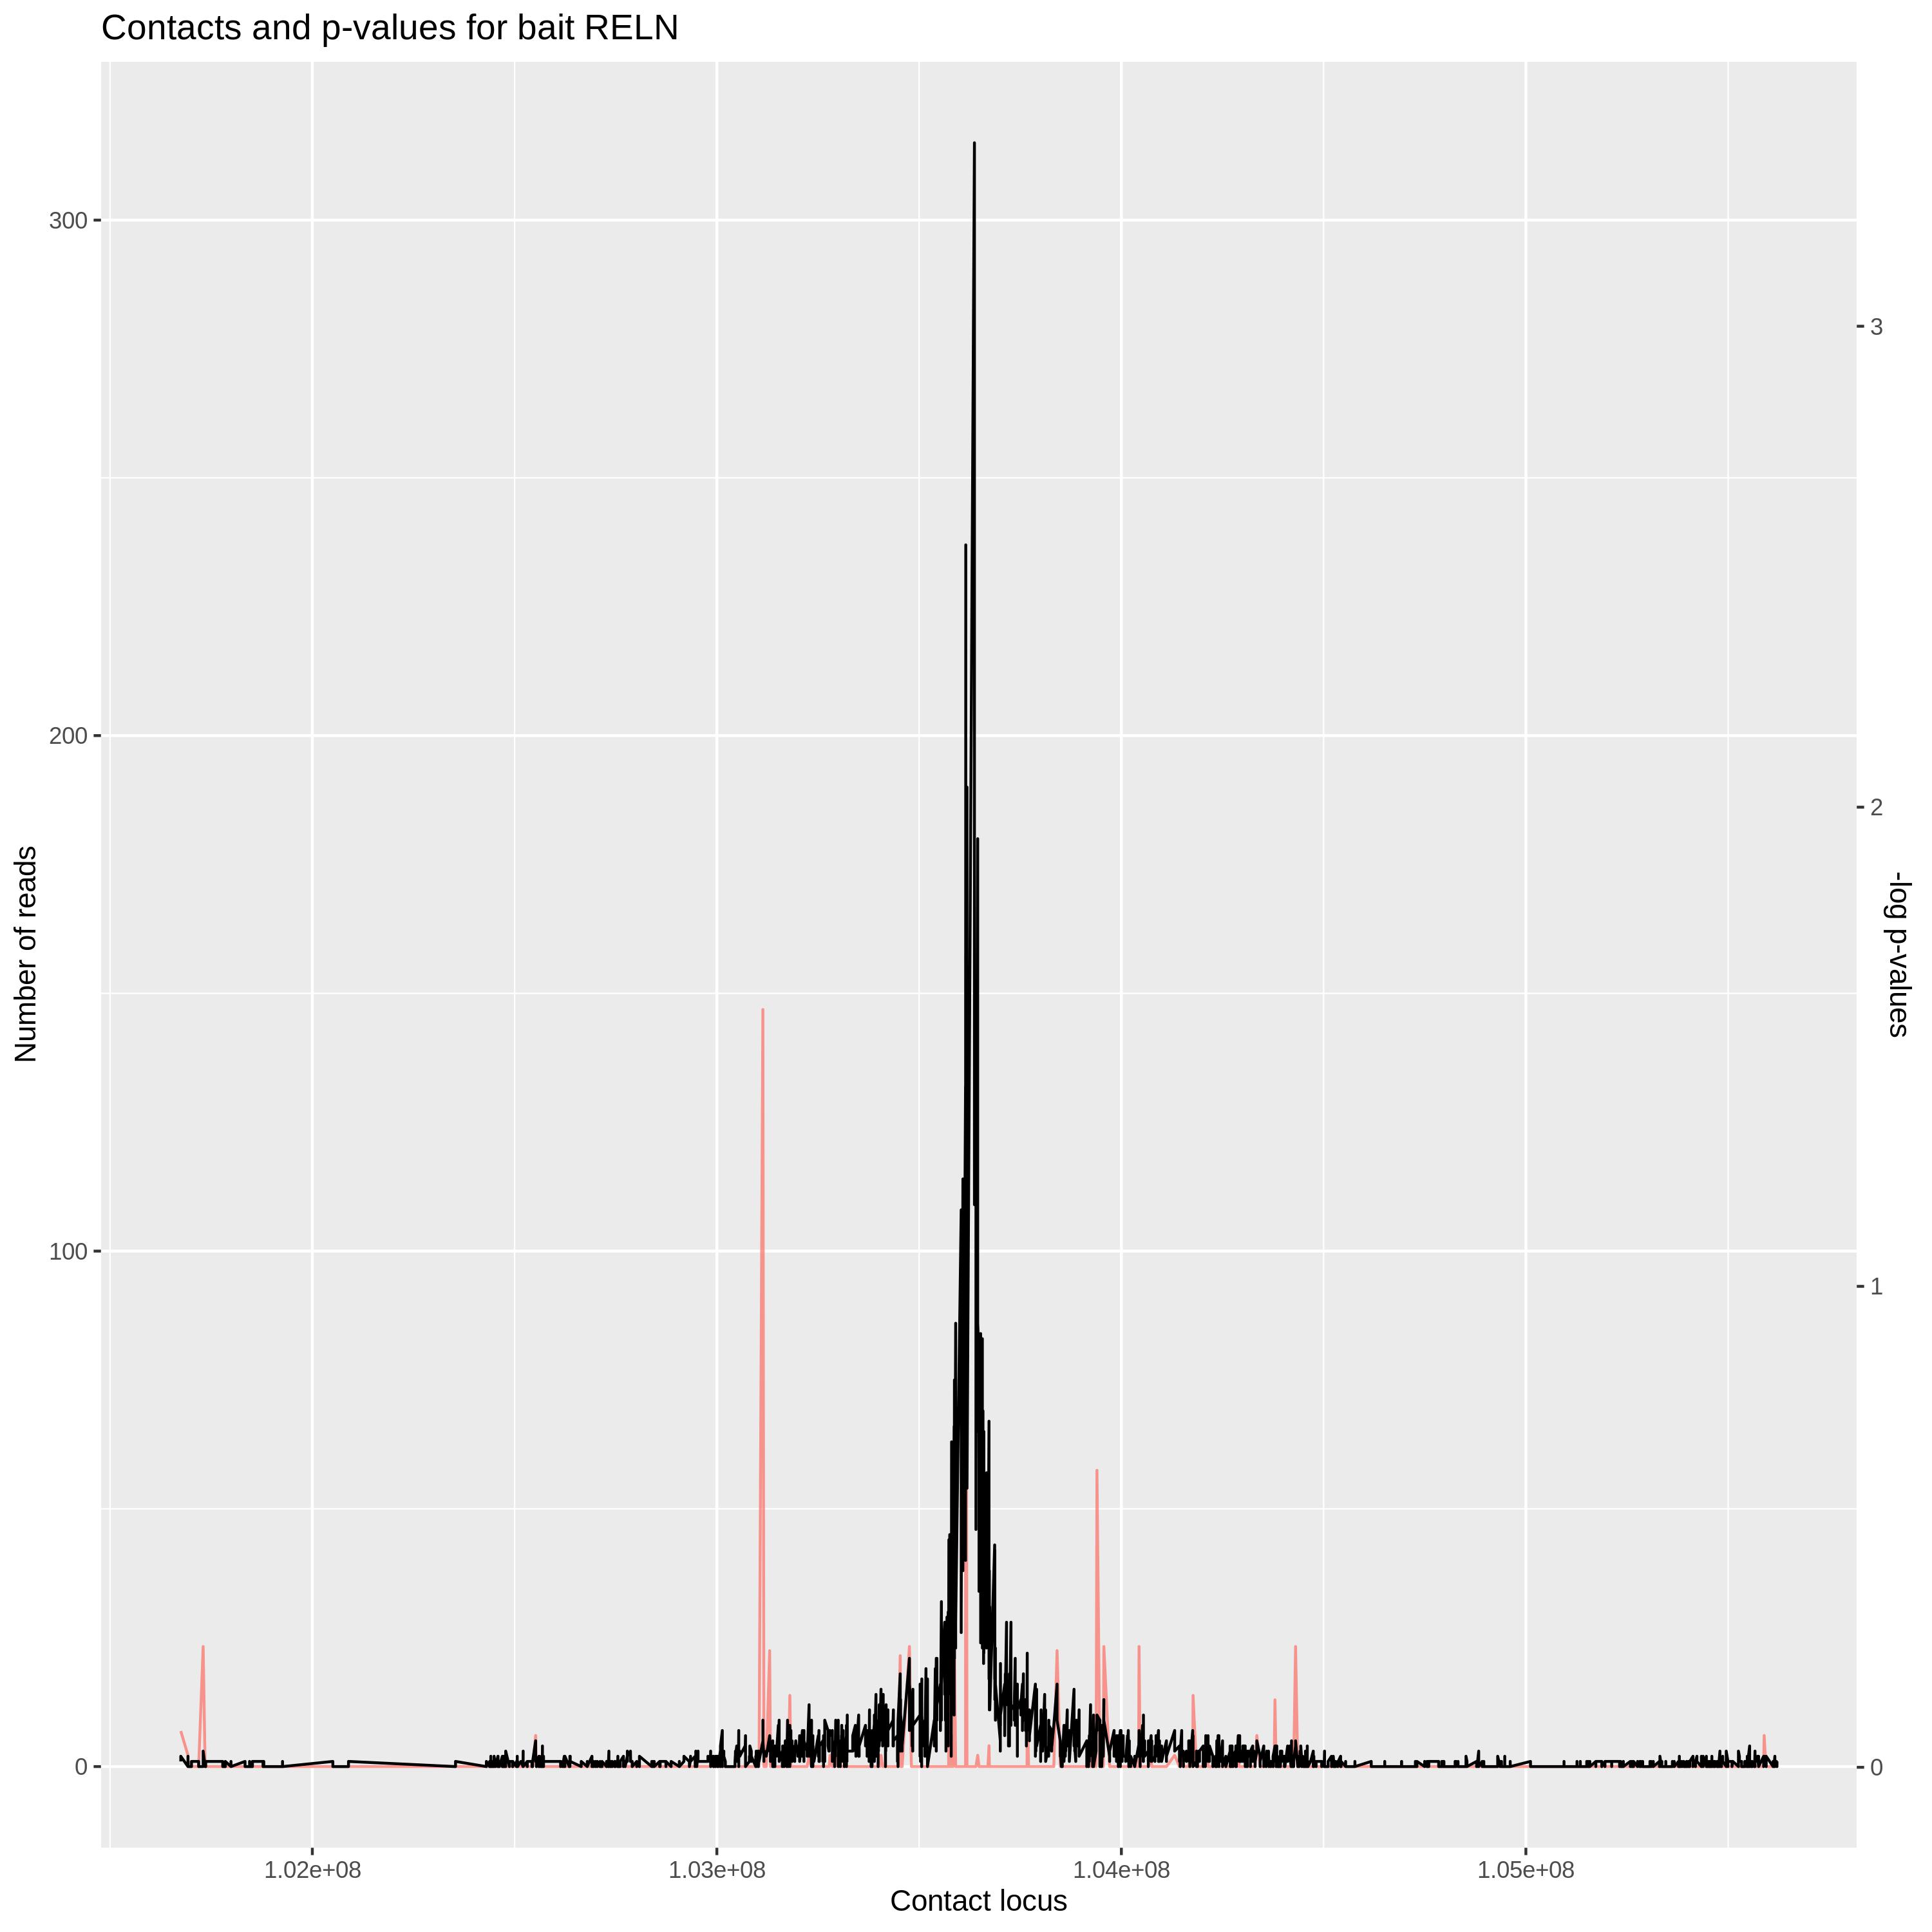 Contacts and p-values for bait RELN
300
200
100
0
3
2
1
0
Number of reads
-log p-values
1.02e+08
1.03e+08
1.04e+08
1.05e+08
Contact locus